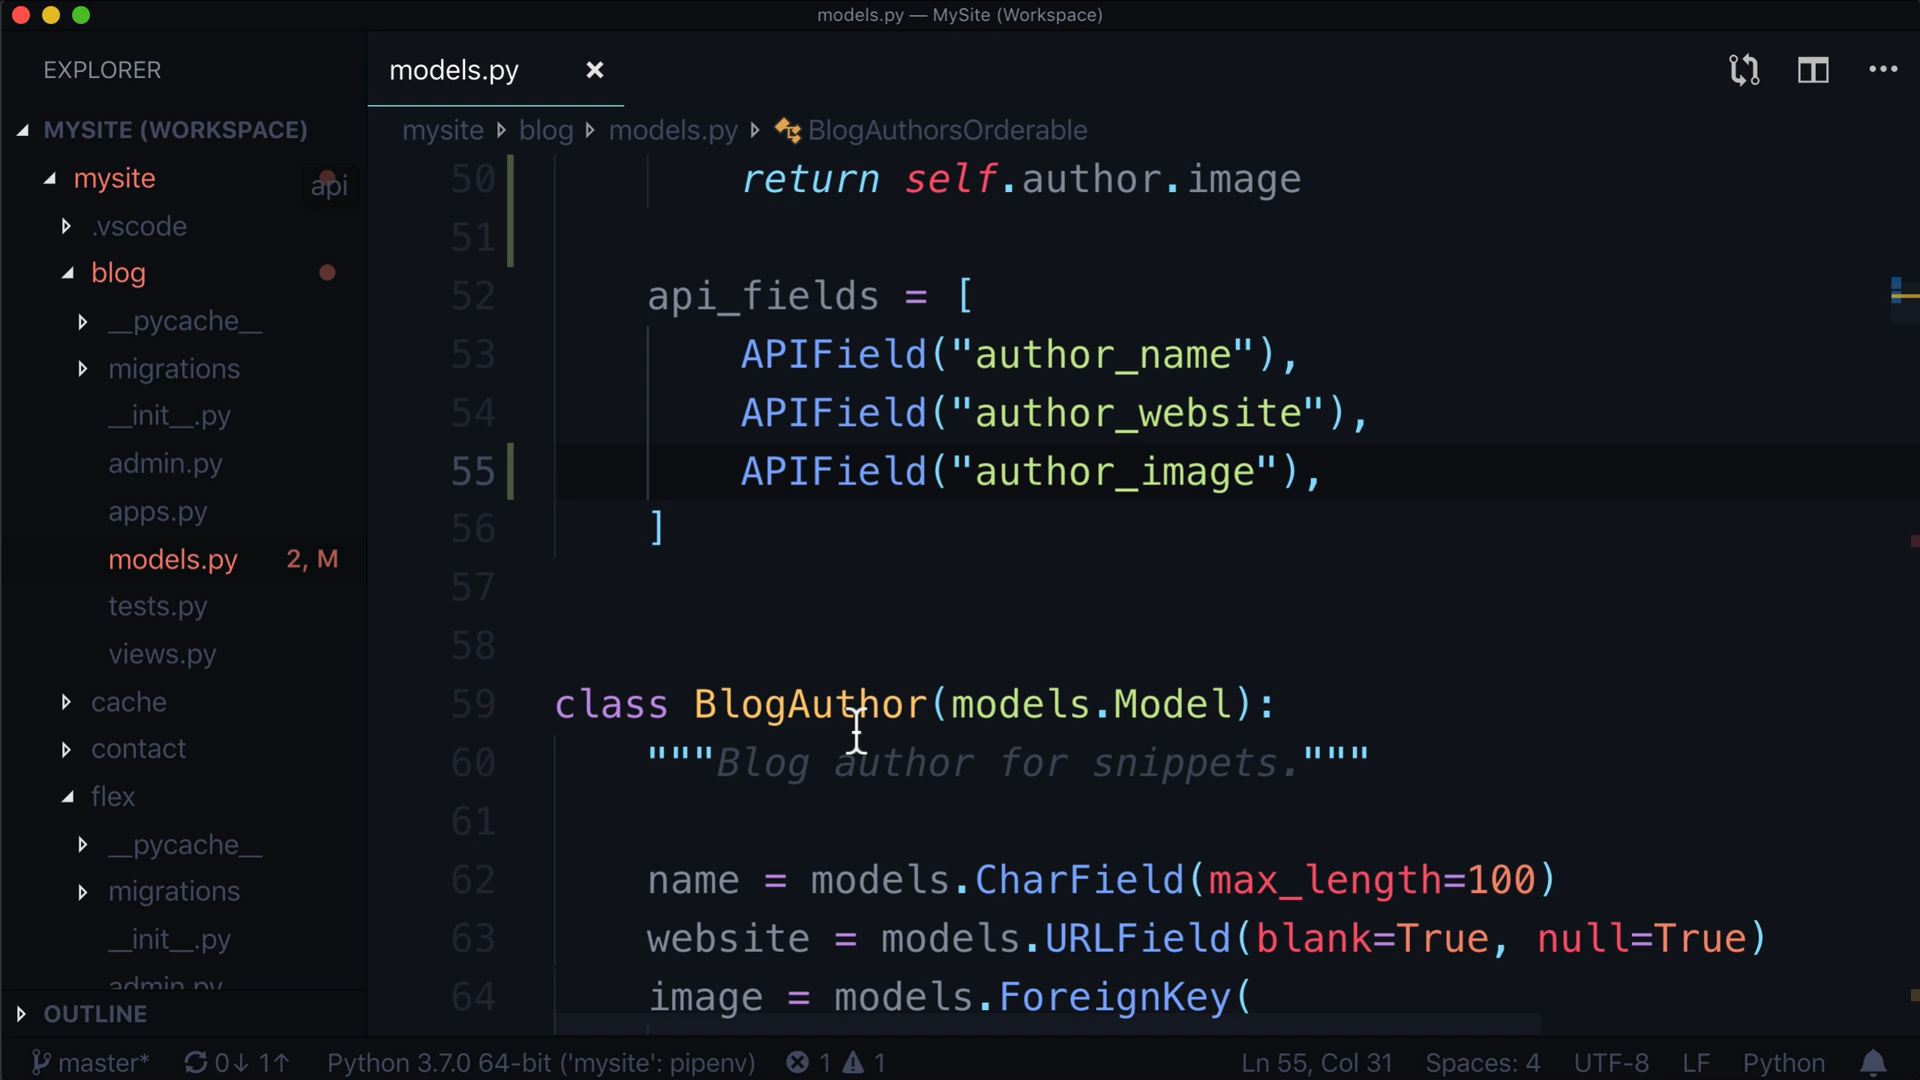 models.py — MySite (Workspace)
EXPLORER
MYSITE (WORKSPACE)
mysite
api
.vscode
blog
__pycache__
migrations
__init__.py
admin.py
apps.py
models.py 2, M
tests.py
views.py
cache
contact
flex
__pycache__
migrations
__init__.py
admin.py
OUTLINE
models.py
mysite blog models.py BlogAuthorsOrderable
50 return self.author.image
51
52 api_fields = [
53 APIField("author_name"),
54 APIField("author_website"),
55 APIField("author_image"),
56 ]
57
58
59 class BlogAuthor(models.Model):
60 """Blog author for snippets."""
61
62 name = models.CharField(max_length=100)
63 website = models.URLField(blank=True, null=True)
64 image = models.ForeignKey(
master* 0↓ 1↑ Python 3.7.0 64-bit ('mysite': pipenv) 1 1 Ln 55, Col 31 Spaces: 4 UTF-8 LF Python